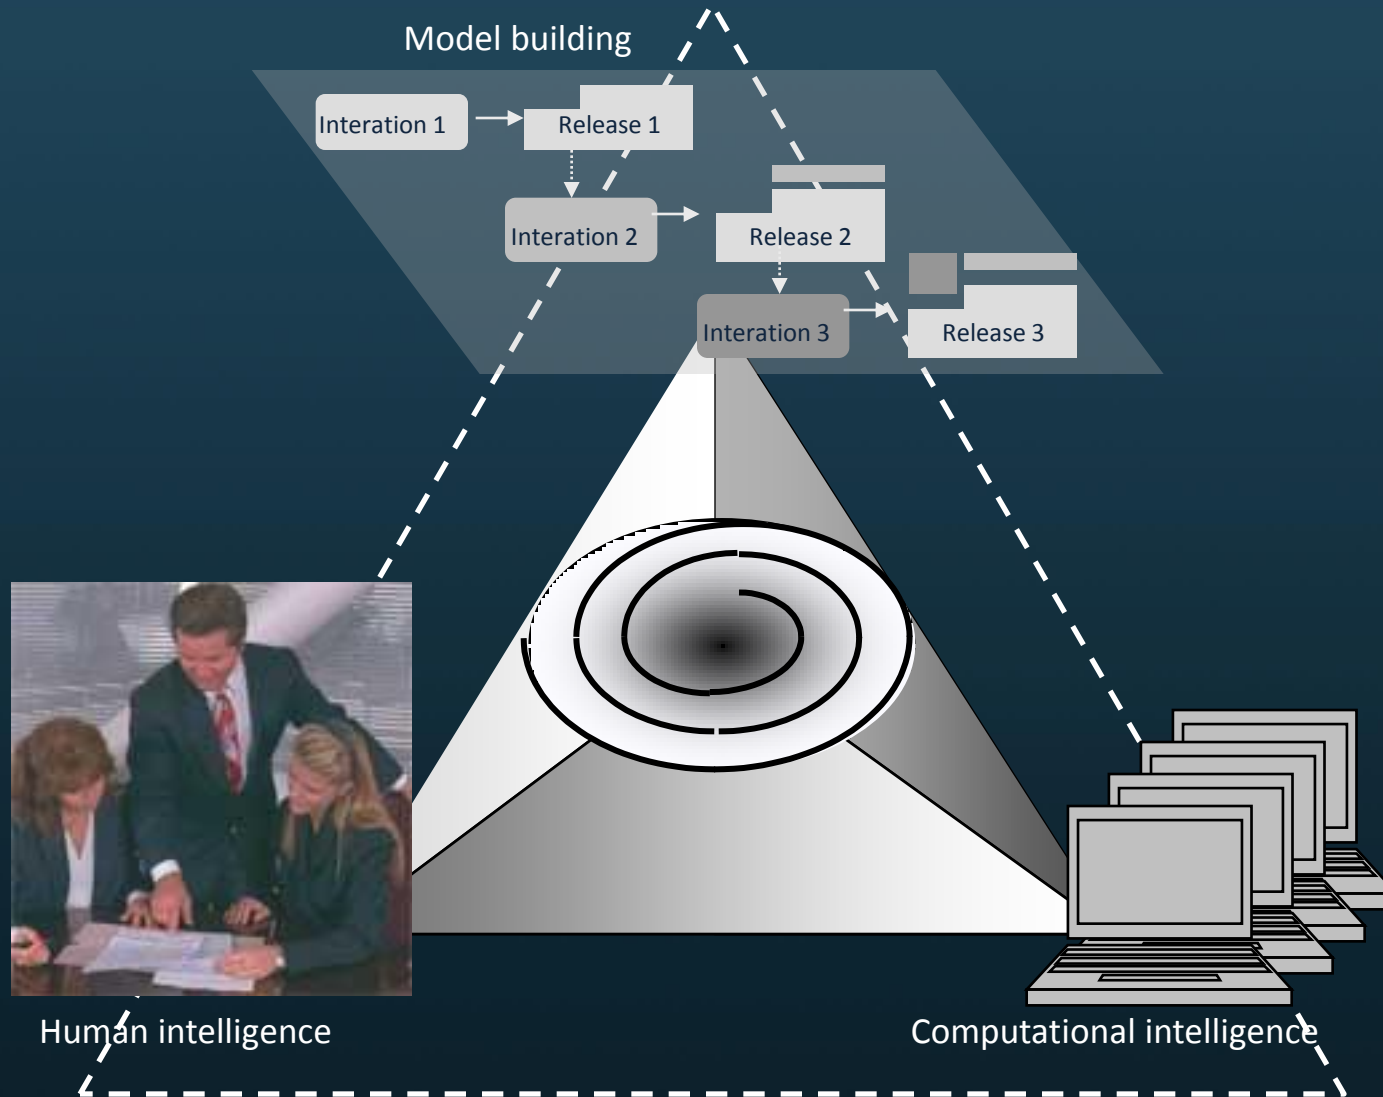 Model building
Interation 1
Release 1
Interation 2
Release 2
Interation 3
Release 3
Human intelligence
Computational intelligence